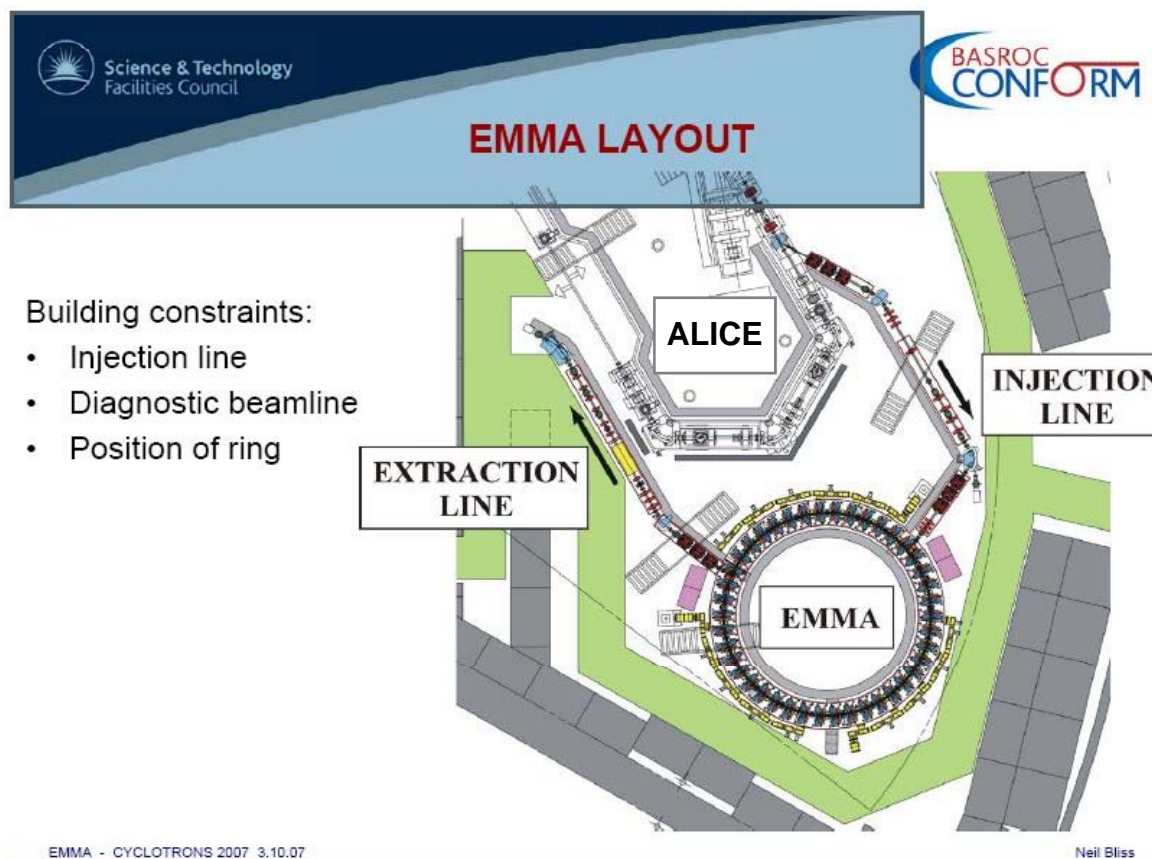 Science & Technology
Facilities Council
BASROC
CONFORM
EMMA LAYOUT
Building constraints:
• Injection line
• Diagnostic beamline
• Position of ring
ALICE
INJECTION
LINE
EXTRACTION
LINE
EMMA
EMMA - CYCLOTRONS 2007 3.10.07
Neil Bliss